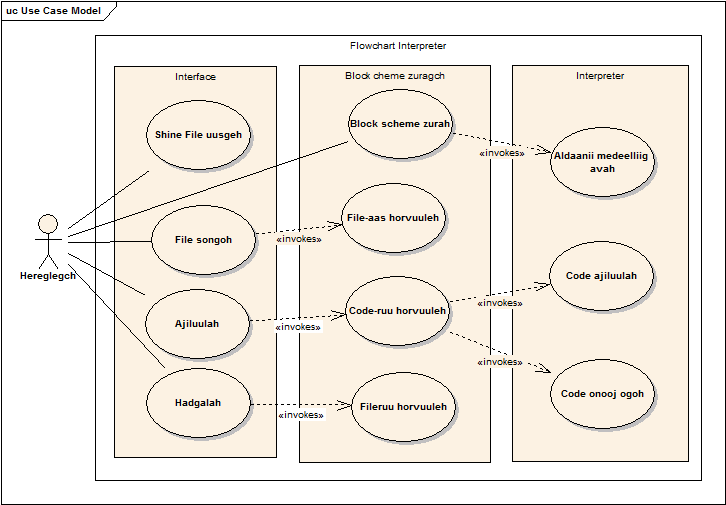 uc Use Case Model
Flowchart Interpreter
Interface
Block cheme zuragch
Interpreter
Shine File uusgeh
Block scheme zurah
«invokes»
Aldaanii medeelliig
avah
File songoh
«invokes»
File-aas horvuuleh
Hereglegch
Ajiluulah
«invokes»
Code-ruu horvuuleh
«invokes»
Code ajiluulah
«invokes»
Code onooj ogoh
Hadgalah
«invokes»
Fileruu horvuuleh